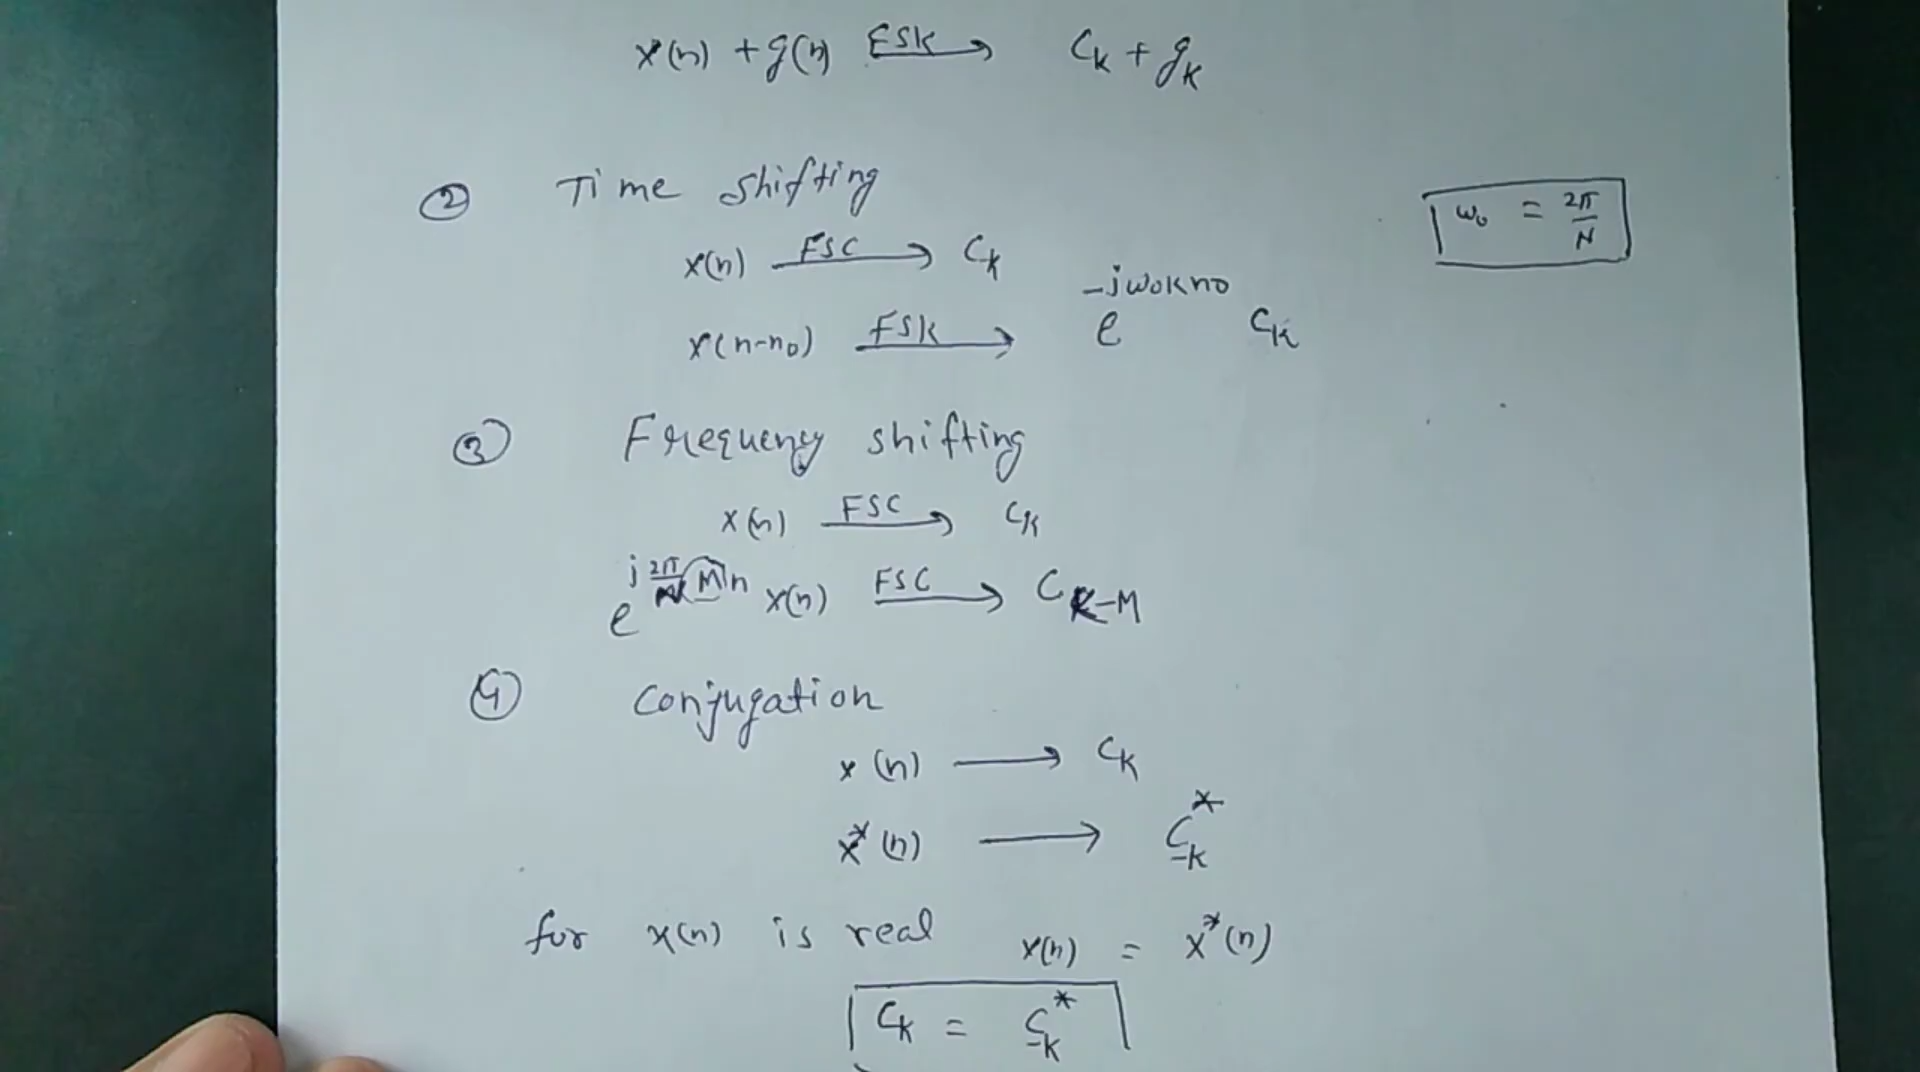 x(n) + g(n) FSK→ Ck + gk
② Time shifting
ω0 = 2π/N
x(n) FSC→ Ck
x(n-n0) FSK→ e^-jω0kn0 Ck
③ Frequency shifting
x(n) FSC→ Ck
e^j2π/N Mn x(n) FSC→ CK-M
④ Conjugation
x(n) → Ck
x*(n) → C*-k
for x(n) is real x(n) = x*(n)
Ck = C*-k